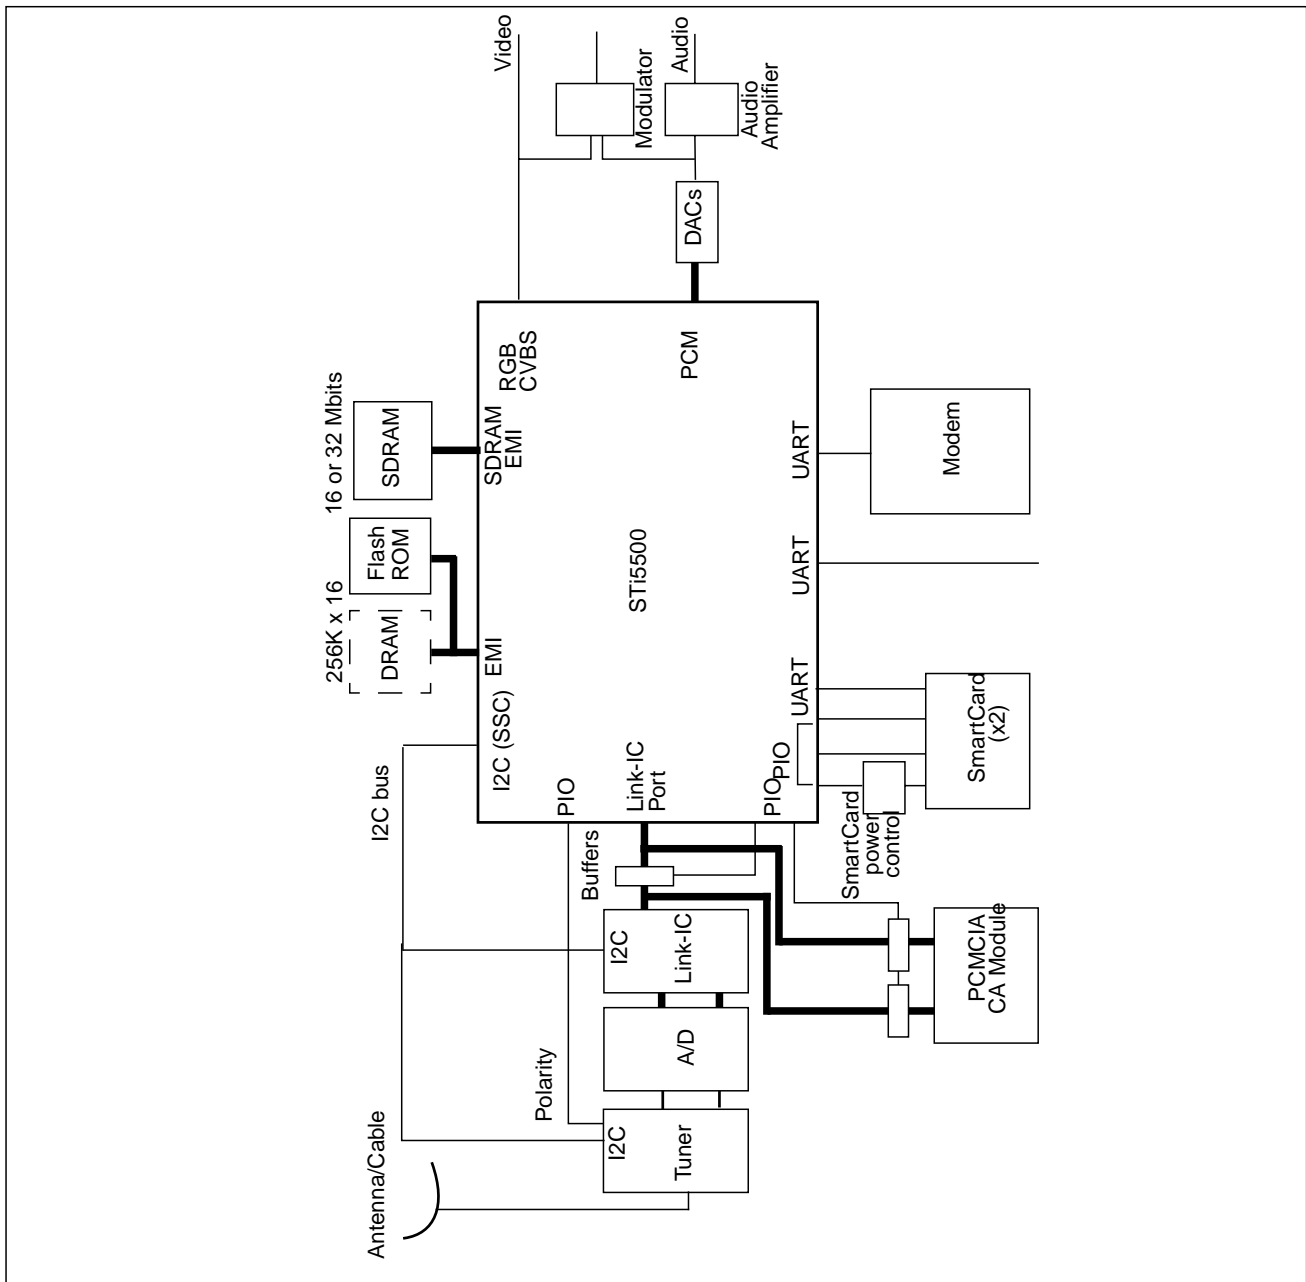 Antenna/Cable
I2C bus
256K x 16
16 or 32 Mbits
DRAM
Flash
ROM
SDRAM
Video
Modulator
Audio
Audio
Amplifier
DACs
I2C (SSC)
EMI
SDRAM
EMI
RGB
CVBS
PIO
Link-IC
Port
STi5500
PCM
PIO
PIO
UART
UART
UART
Polarity
Buffers
I2C
Tuner
A/D
I2C
Link-IC
SmartCard
power
control
PCMCIA
CA Module
SmartCard
(x2)
Modem